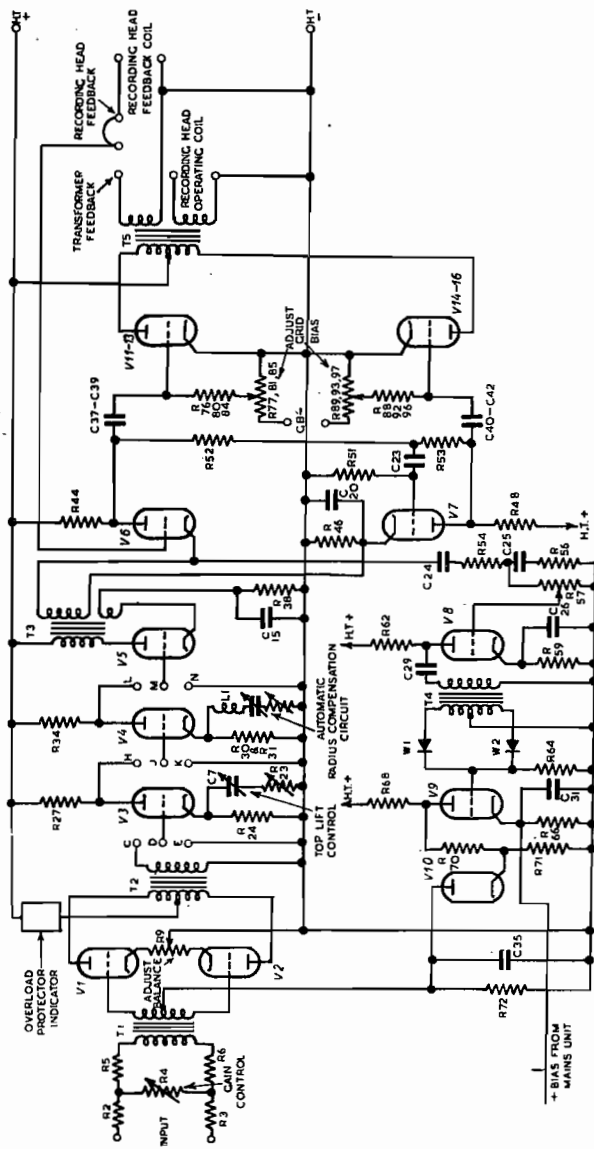 OH.T +
OH.T –
RECORDING HEAD
FEEDBACK
RECORDING HEAD
FEEDBACK COIL
TRANSFORMER
FEEDBACK
RECORDING HEAD
OPERATING COIL
T5
V11-13
V14-16
ADJUST
GRID
BIAS
C37-C39
C40-C42
R
76
80
84
R77, 81, 85
C.B4
R89,93,97
R
88
92
96
R52
R53
C23
R51
C
20
R
46
R44
V6
V7
R48
H.T.+
T3
C
15
R
38
V5
C24
R54
C25
R56
R
57
C
26
R
59
V8
R62
H.T+
C29
T4
W1
W2
R64
R34
V4
L
M
N
L1
R
30
&
R
31
AUTOMATIC
RADIUS COMPENSATION
CIRCUIT
R27
V3
H
J
K
C7
R
23
R
24
TOP LIFT
CONTROL
R68
H.T+
V9
C
31
R
66
V10
R
70
R71
C
D
E
T2
OVERLOAD
PROTECTOR
INDICATOR
V1
V2
R9
ADJUST
BALANCE
T1
R5
R6
R4
R2
R3
GAIN
CONTROL
INPUT
C35
R72
–
+ BIAS FROM
MAINS UNIT